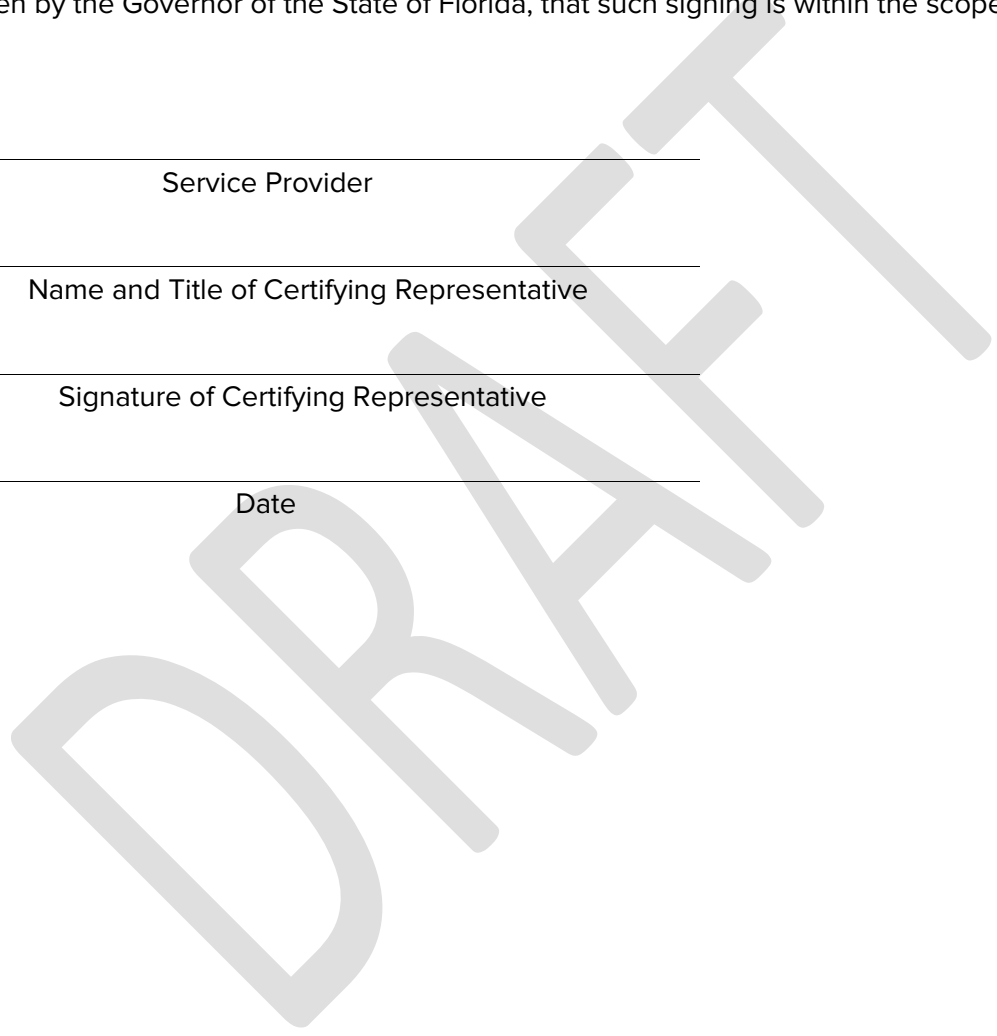 by the Governor of the State of Florida, that such signing is within the scope
Service Provider
Name and Title of Certifying Representative
Signature of Certifying Representative
Date
DRAFT